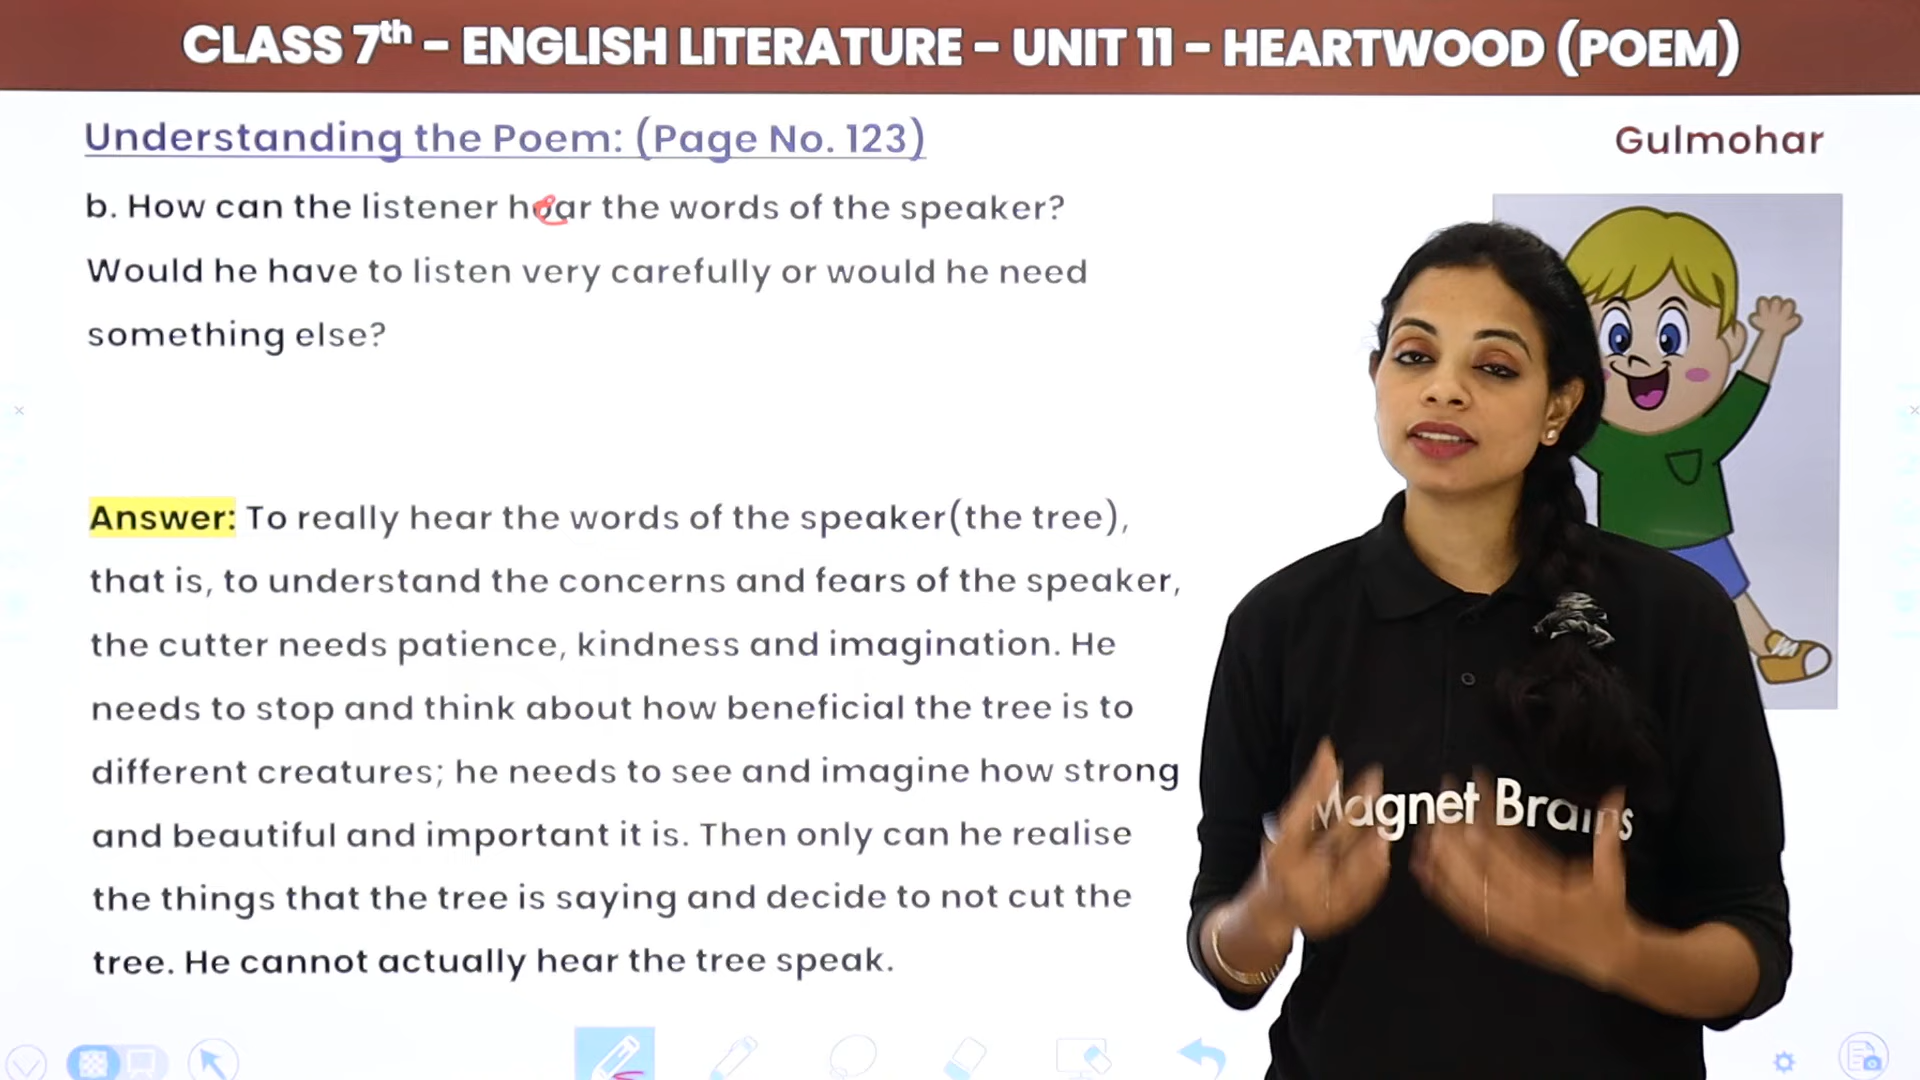 CLASS 7th – ENGLISH LITERATURE – UNIT 11 – HEARTWOOD (POEM)
Understanding the Poem: (Page No. 123)
Gulmohar
b. How can the listener hear the words of the speaker?
Would he have to listen very carefully or would he need
something else?
Answer: To really hear the words of the speaker(the tree),
that is, to understand the concerns and fears of the speaker,
the cutter needs patience, kindness and imagination. He
needs to stop and think about how beneficial the tree is to
different creatures; he needs to see and imagine how strong
and beautiful and important it is. Then only can he realise
the things that the tree is saying and decide to not cut the
tree. He cannot actually hear the tree speak.
Magnet Brains